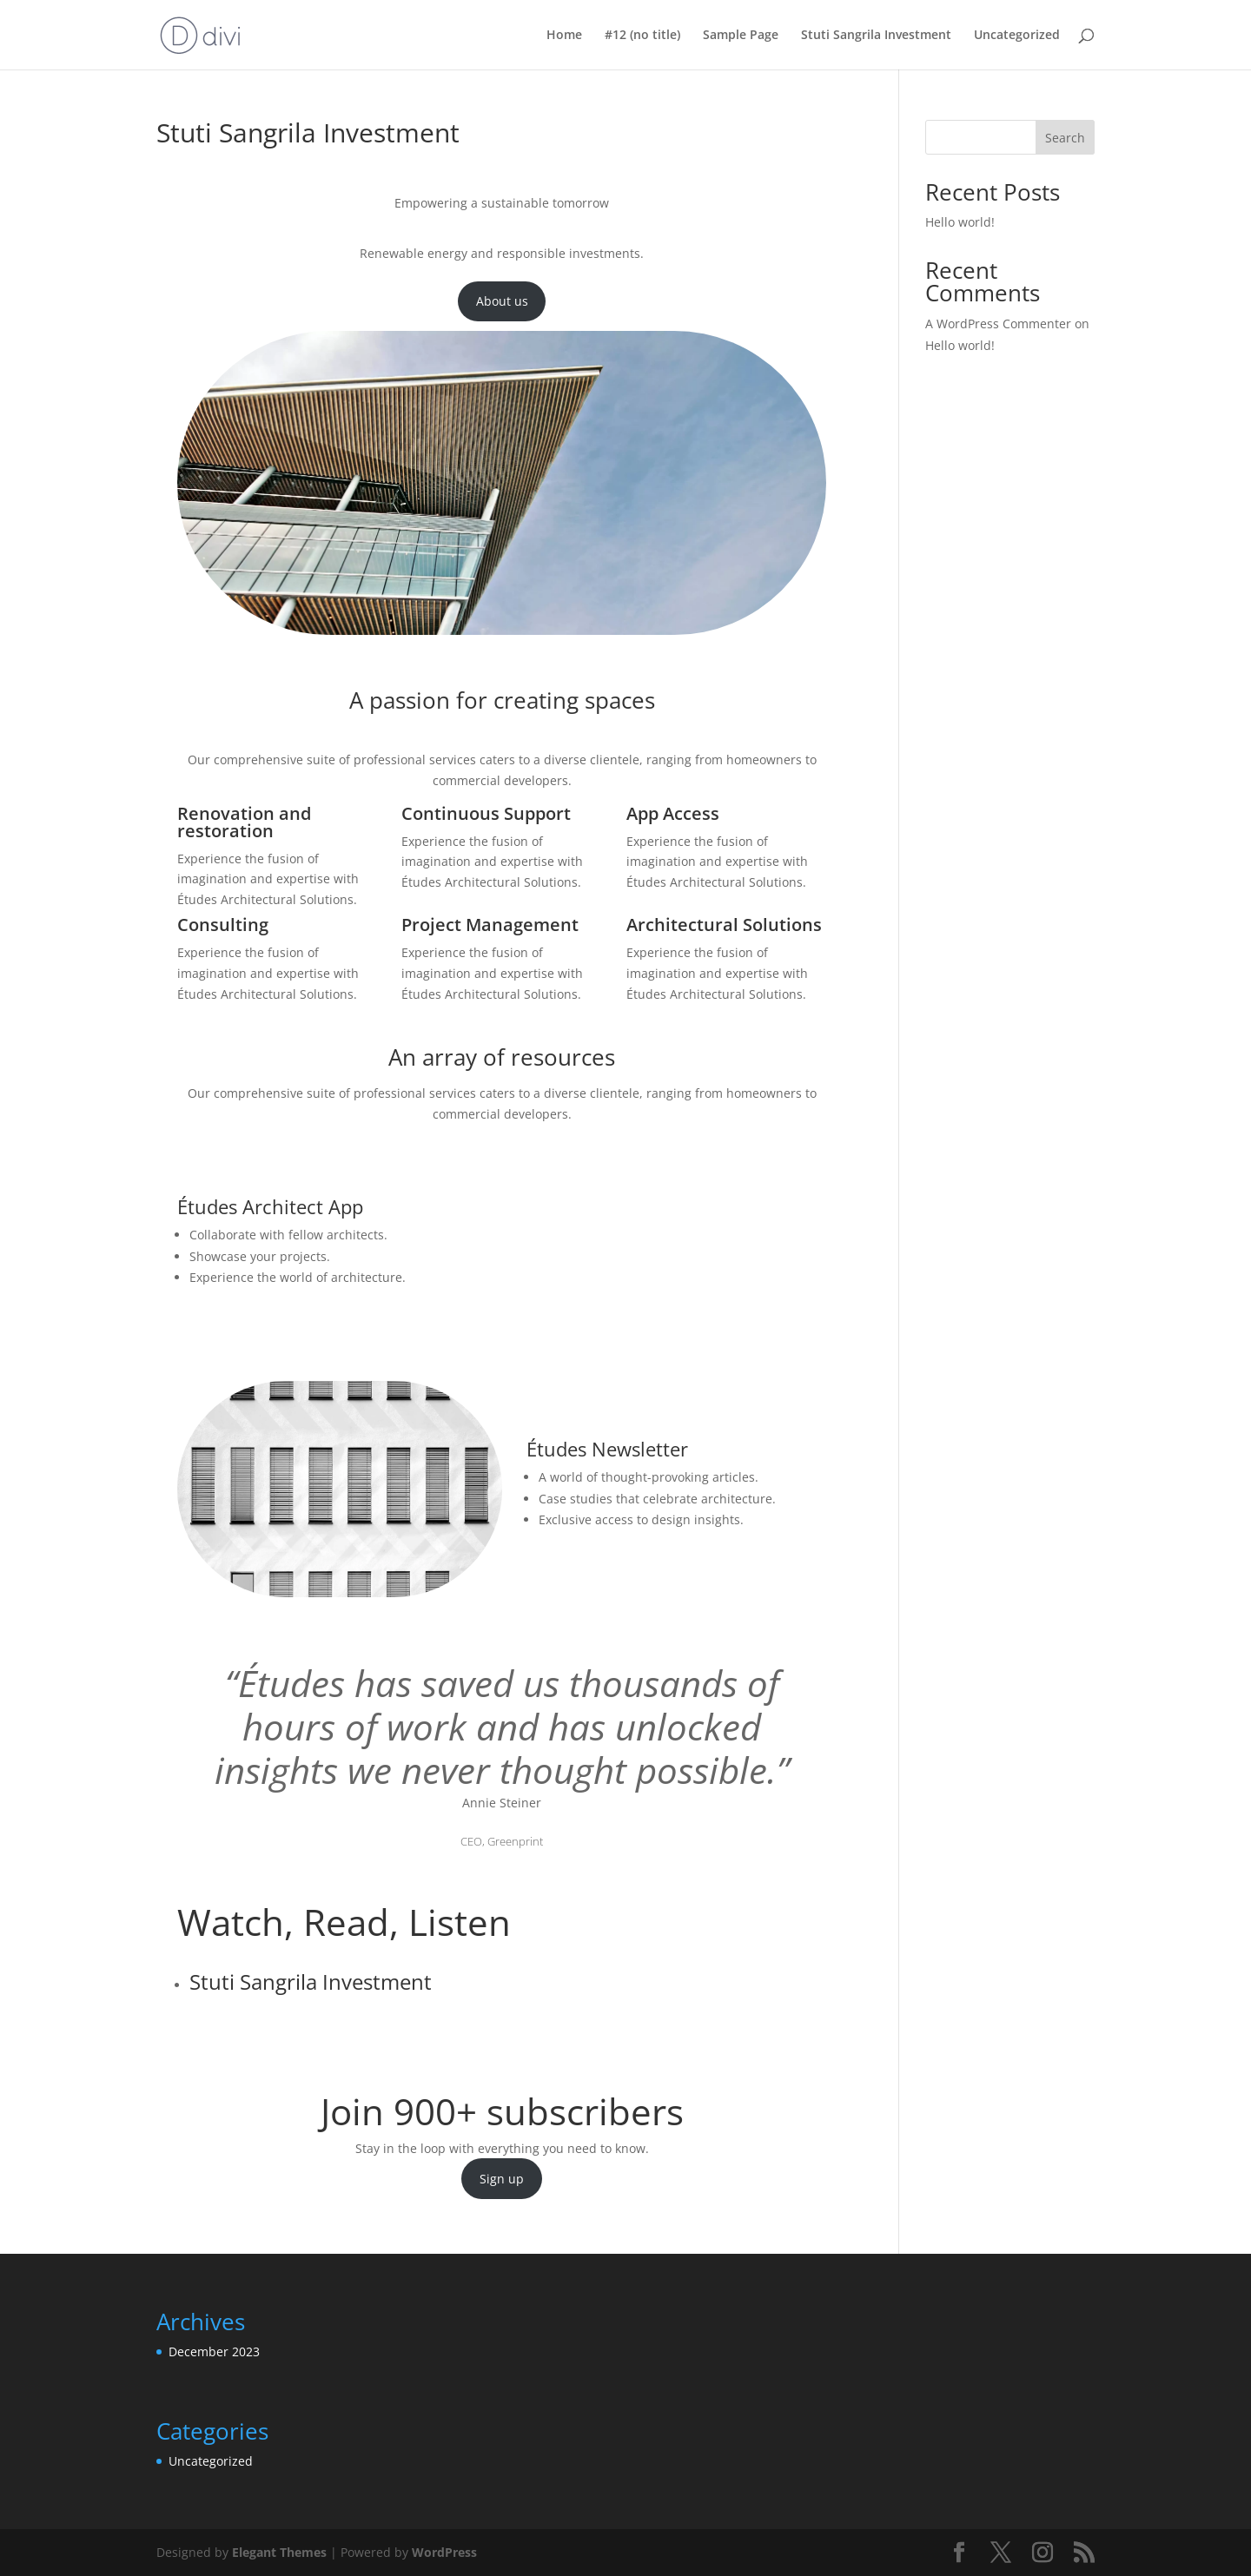 D divi
Home
#12 (no title)
Sample Page
Stuti Sangrila Investment
Uncategorized
Stuti Sangrila Investment
Empowering a sustainable tomorrow
Renewable energy and responsible investments.
About us
A passion for creating spaces
Our comprehensive suite of professional services caters to a diverse clientele, ranging from homeowners to
commercial developers.
Renovation and
restoration
Experience the fusion of
imagination and expertise with
Études Architectural Solutions.
Continuous Support
Experience the fusion of
imagination and expertise with
Études Architectural Solutions.
App Access
Experience the fusion of
imagination and expertise with
Études Architectural Solutions.
Consulting
Experience the fusion of
imagination and expertise with
Études Architectural Solutions.
Project Management
Experience the fusion of
imagination and expertise with
Études Architectural Solutions.
Architectural Solutions
Experience the fusion of
imagination and expertise with
Études Architectural Solutions.
An array of resources
Our comprehensive suite of professional services caters to a diverse clientele, ranging from homeowners to
commercial developers.
Études Architect App
• Collaborate with fellow architects.
• Showcase your projects.
• Experience the world of architecture.
Études Newsletter
• A world of thought-provoking articles.
• Case studies that celebrate architecture.
• Exclusive access to design insights.
“Études has saved us thousands of
hours of work and has unlocked
insights we never thought possible.”
Annie Steiner
CEO, Greenprint
Watch, Read, Listen
• Stuti Sangrila Investment
Join 900+ subscribers
Stay in the loop with everything you need to know.
Sign up
Search
Recent Posts
Hello world!
Recent
Comments
A WordPress Commenter on
Hello world!
Archives
December 2023
Categories
Uncategorized
Designed by Elegant Themes | Powered by WordPress